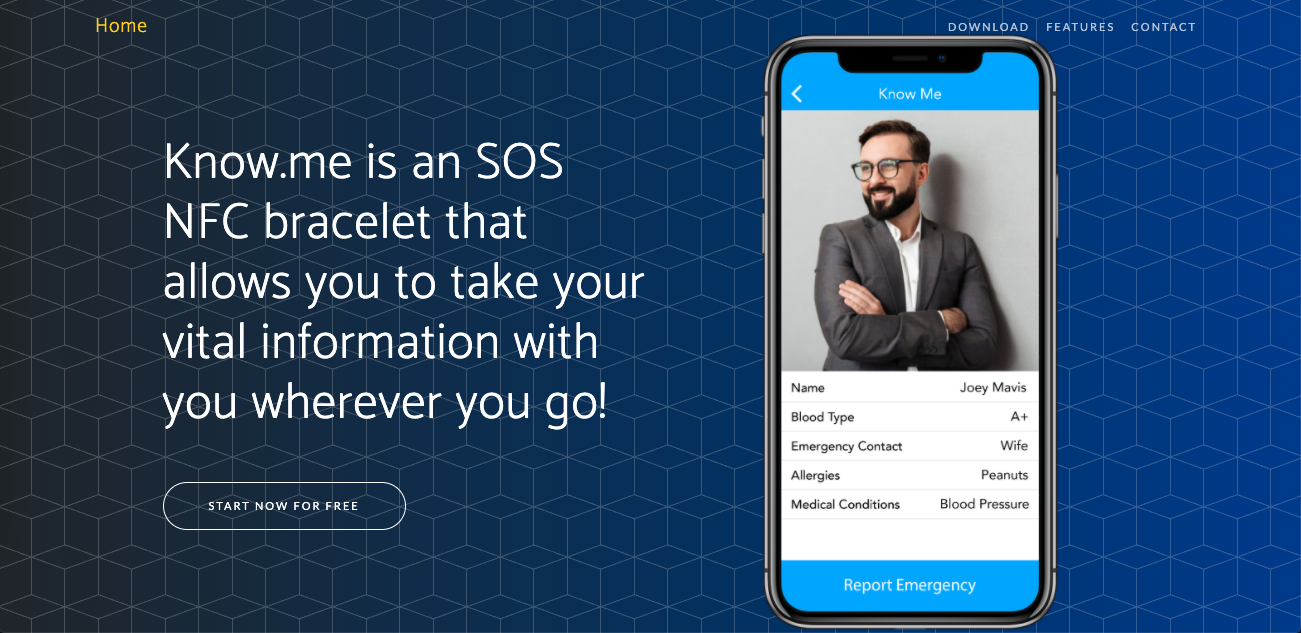 Home
DOWNLOAD FEATURES CONTACT
Know.me is an SOS
NFC bracelet that
allows you to take your
vital information with
you wherever you go!
START NOW FOR FREE
Know Me
Name Joey Mavis
Blood Type A+
Emergency Contact Wife
Allergies Peanuts
Medical Conditions Blood Pressure
Report Emergency